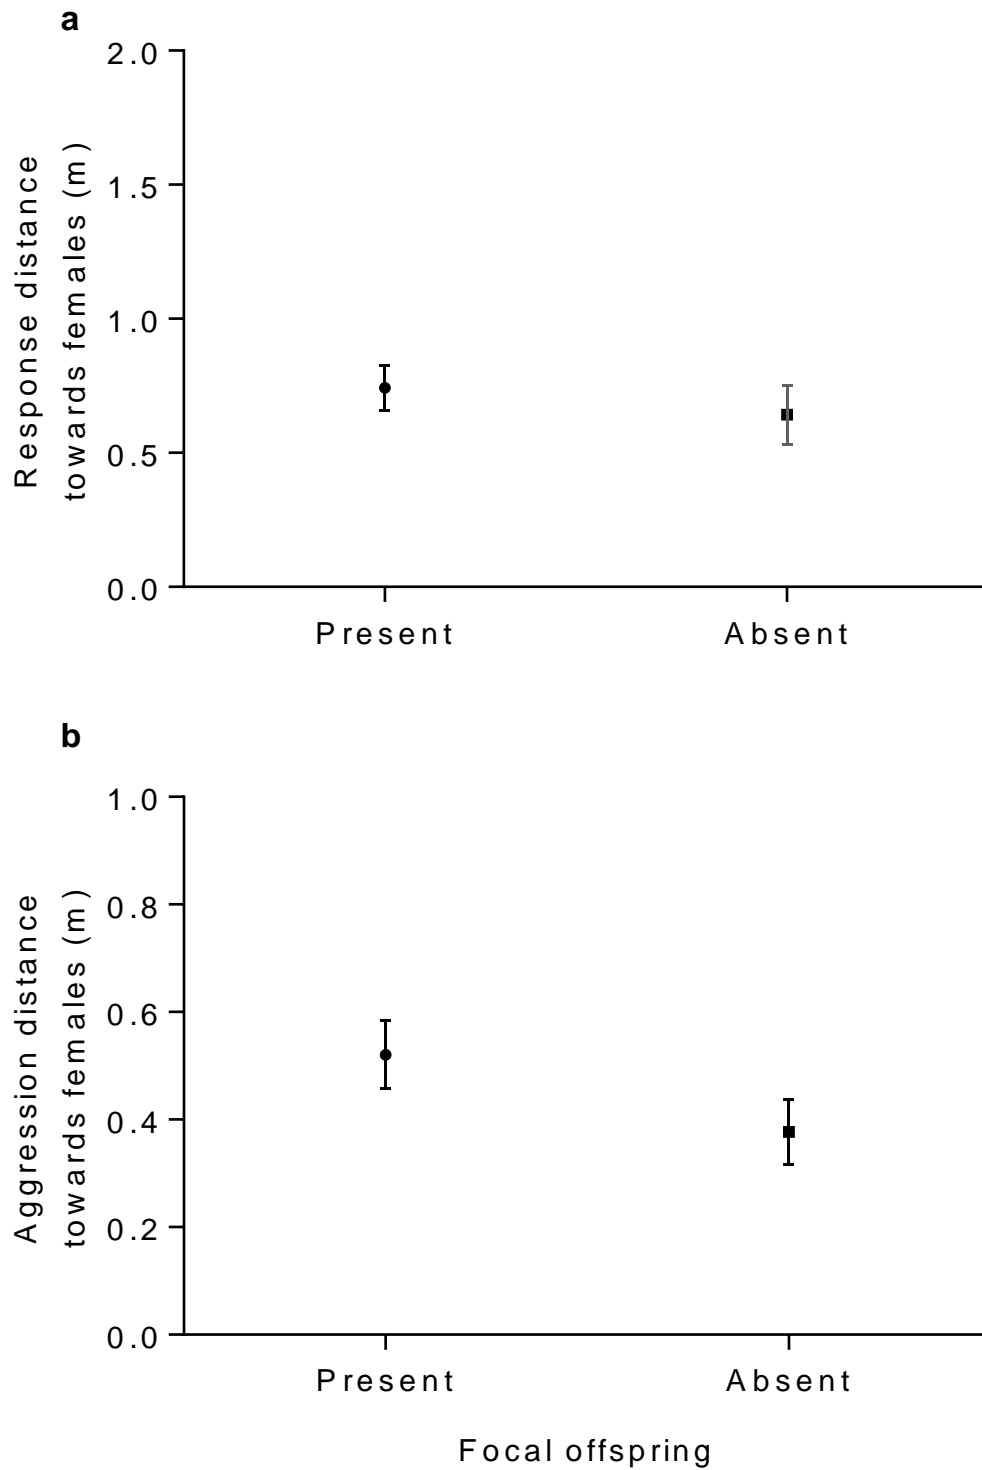 a
Response distance
towards females (m)
2.0
1.5
1.0
0.5
0.0
Present Absent
b
Aggression distance
towards females (m)
1.0
0.8
0.6
0.4
0.2
0.0
Present Absent
Focal offspring